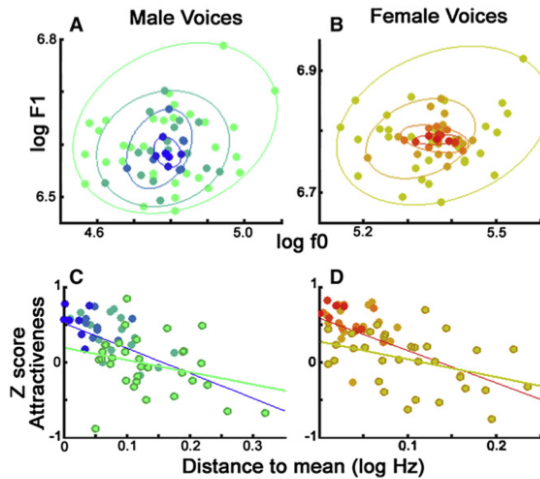 Male Voices
Female Voices
A
B
6.8
6.5
log F1
4.6
5.0
6.9
6.7
5.2
5.5
log f0
C
D
1
0
-1
Z score
Attractiveness
0
0.1
0.2
0.3
1
0
-1
0.1
0.2
Distance to mean (log Hz)